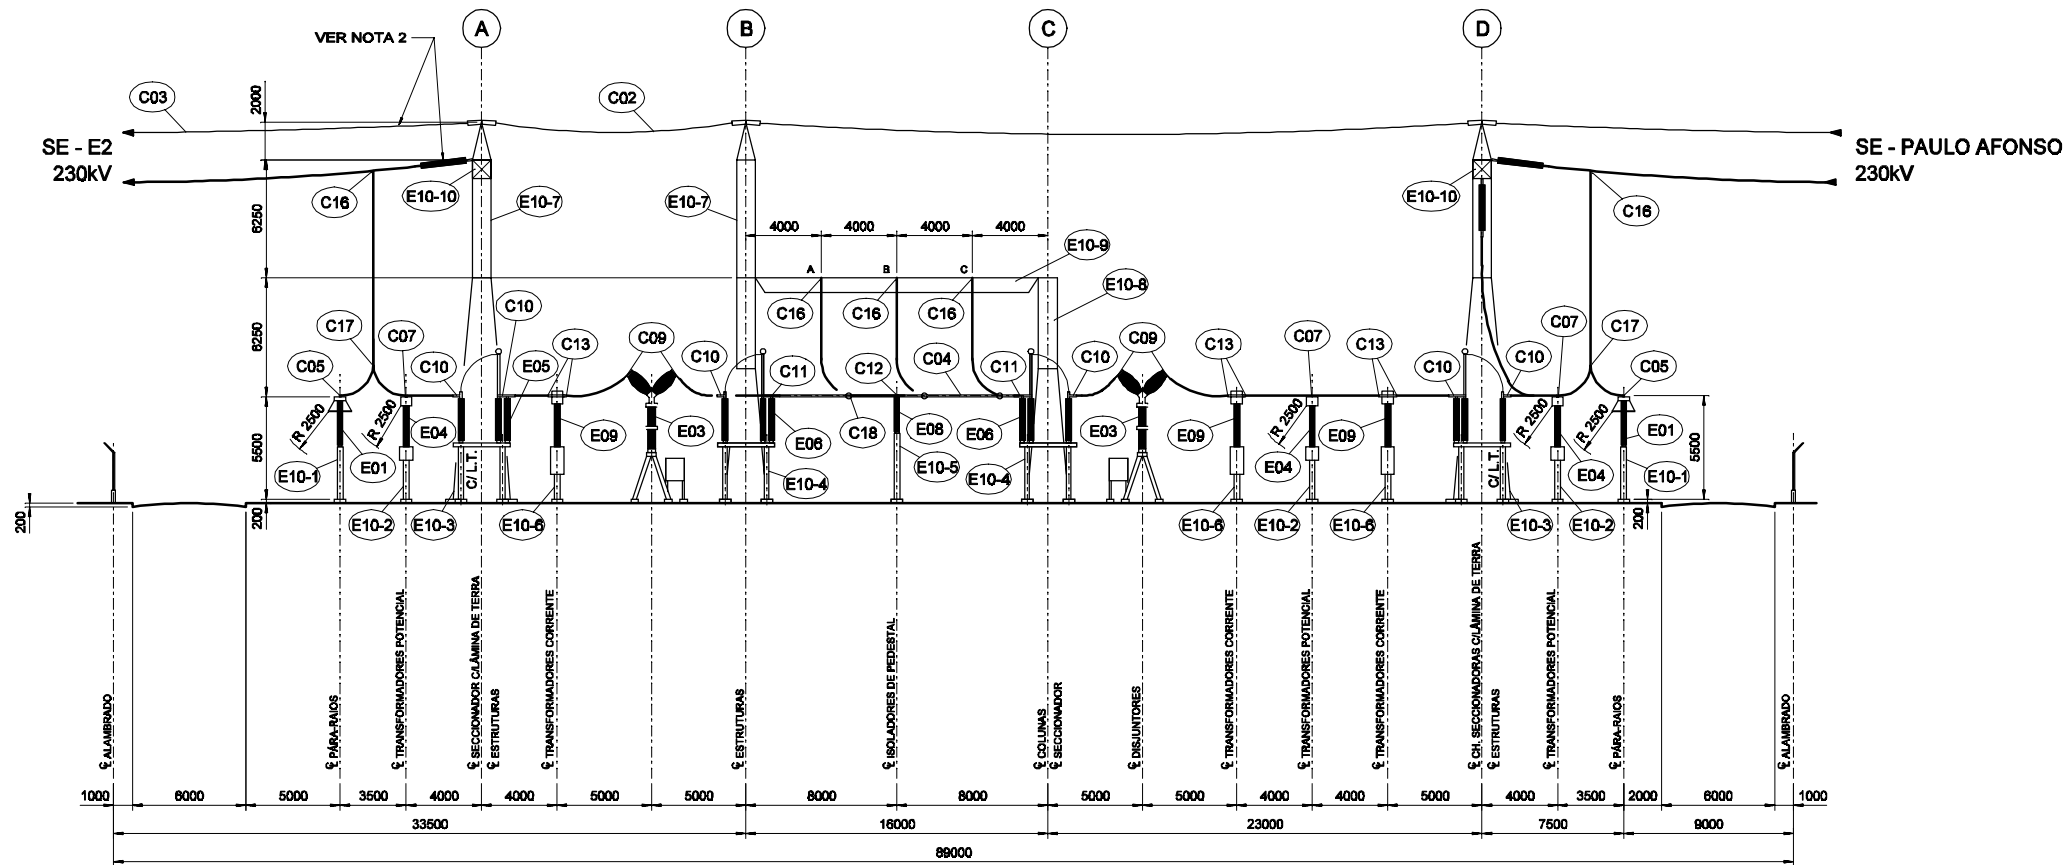 A
B
C
D
VER NOTA 2
C03
C02
2000
SE - E2
230kV
SE - PAULO AFONSO
230kV
C16
E10-10
E10-7
E10-7
E10-10
C16
6250
4000
4000
4000
4000
E10-9
A
B
C
E10-8
C16
C16
C16
6250
C17
C07
C10
C13
C09
C09
C13
C07
C13
C07
C17
C05
C10
E05
C10
C11
C12
C04
C11
C10
C10
C10
C05
R 2500
R 2500
E04
E09
E03
E06
C18
E08
E06
E03
E09
R 2500
E04
E09
R 2500
R 2500
E04
E01
5500
E10-1
E01
C/ L.T.
E10-4
E10-5
E10-4
C/ L.T.
E10-1
5500
200
200
E10-2
E10-3
E10-6
E10-6
E10-2
E10-6
E10-3
E10-2
200
℄ ALAMBRADO
℄ PÁRA-RAIOS
℄ TRANSFORMADORES POTENCIAL
℄ SECCIONADOR C/LÂMINA DE TERRA
℄ ESTRUTURAS
℄ TRANSFORMADORES CORRENTE
℄ ESTRUTURAS
℄ ISOLADORES DE PEDESTAL
℄ COLUNAS
℄ SECCIONADOR
℄ DISJUNTORES
℄ TRANSFORMADORES CORRENTE
℄ TRANSFORMADORES POTENCIAL
℄ TRANSFORMADORES CORRENTE
℄ CH. SECCIONADORAS C/LÂMINA DE TERRA
℄ ESTRUTURAS
℄ TRANSFORMADORES POTENCIAL
℄ PÁRA-RAIOS
℄ ALAMBRADO
1000
6000
5000
3500
4000
4000
5000
5000
8000
8000
5000
5000
4000
4000
5000
4000
3500
2000
6000
1000
33500
16000
23000
7500
9000
89000